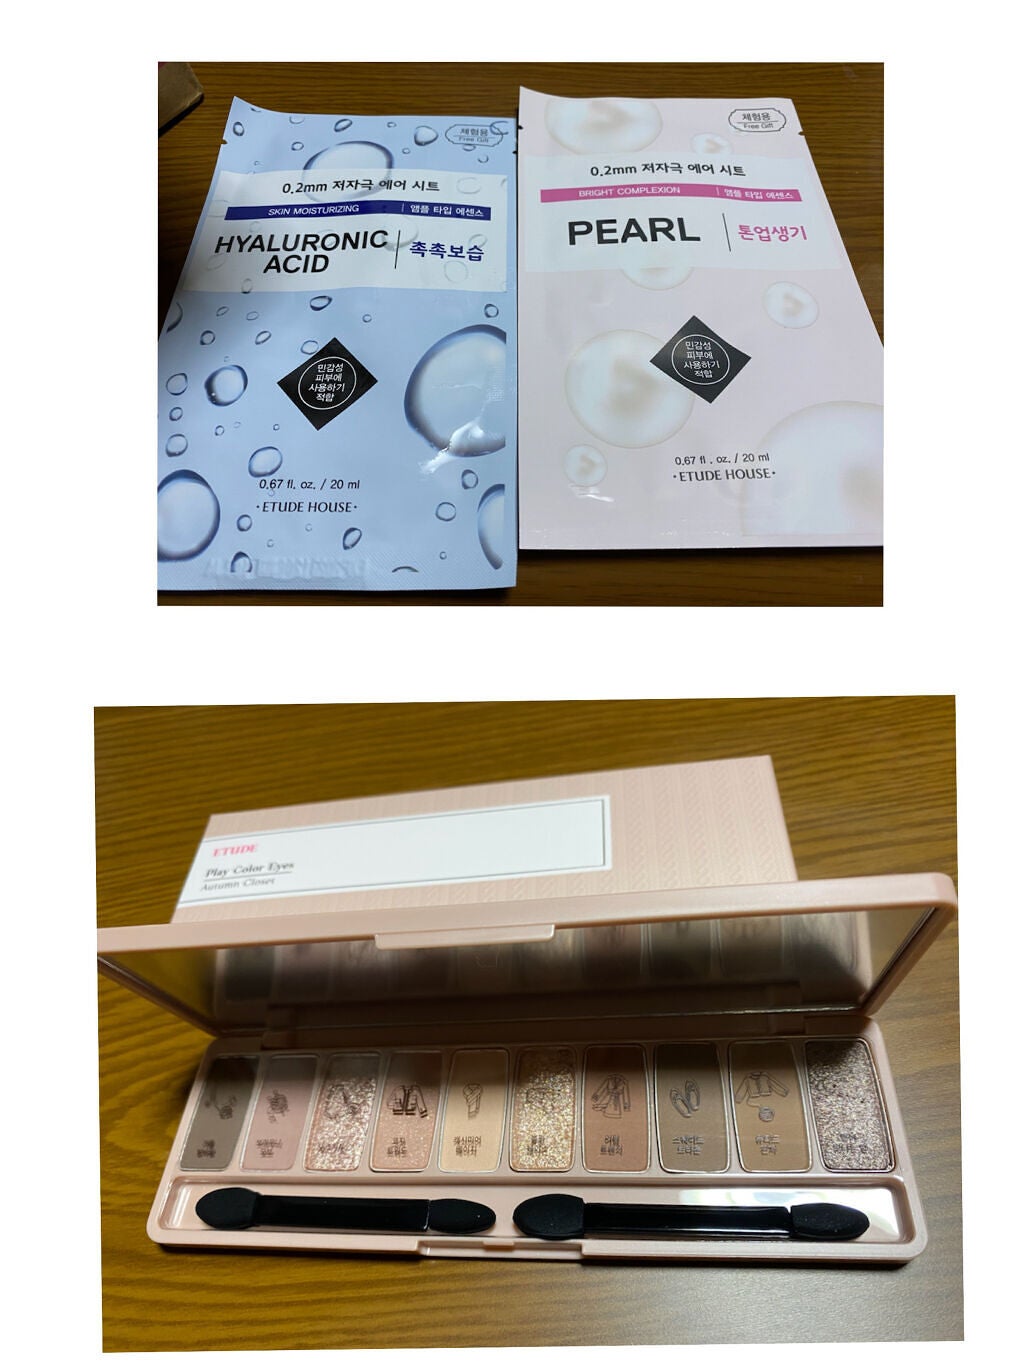 체험용
Free Gift
0.2mm 저자극 에어 시트
SKIN MOISTURIZING | 앰플 타입 에센스
HYALURONIC
ACID
촉촉보습
민감성
피부에
사용하기
적합
0.67 fl. oz. / 20 ml
·ETUDE HOUSE·
체험용
Free Gift
0.2mm 저자극 에어 시트
BRIGHT COMPLEXION | 앰플 타입 에센스
PEARL | 톤업생기
민감성
피부에
사용하기
적합
0.67 fl. oz. / 20 ml
·ETUDE HOUSE·
ETUDE
Play Color Eyes
Autumn Closet